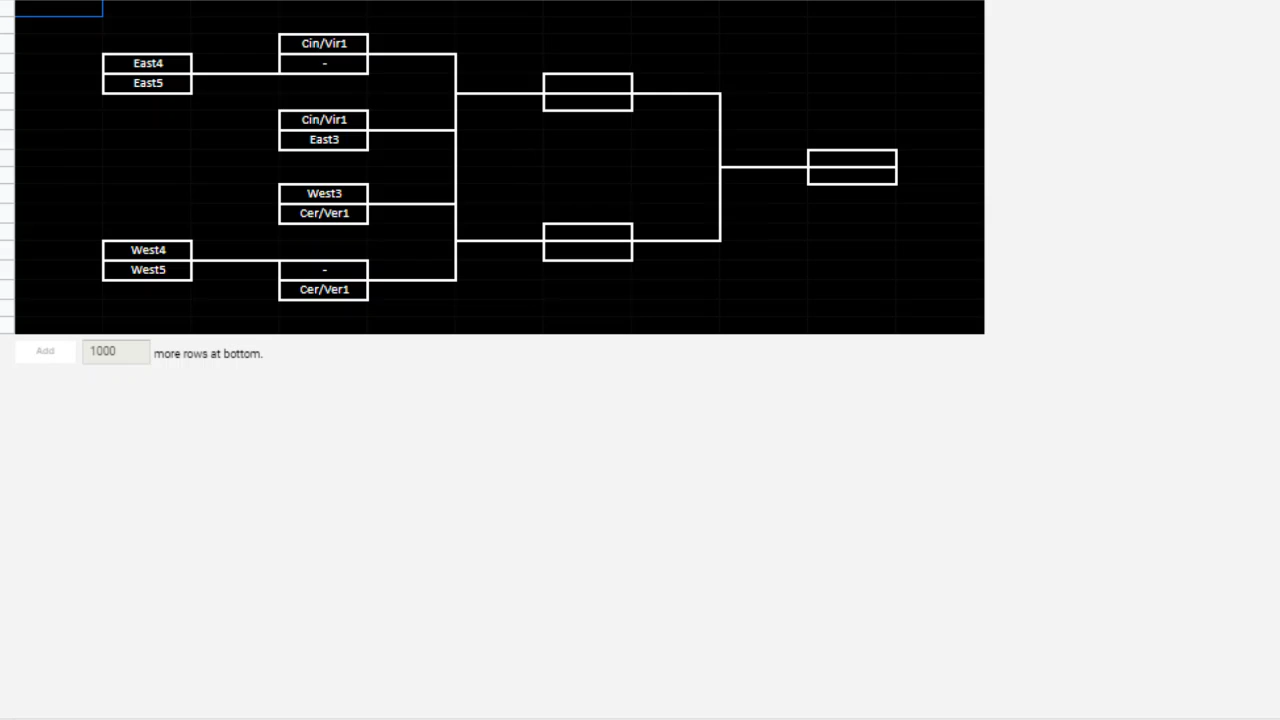 Cin/Vir1
-
East4
East5
Cin/Vir1
East3
West3
Cer/Ver1
West4
West5
-
Cer/Ver1
Add 1000 more rows at bottom.